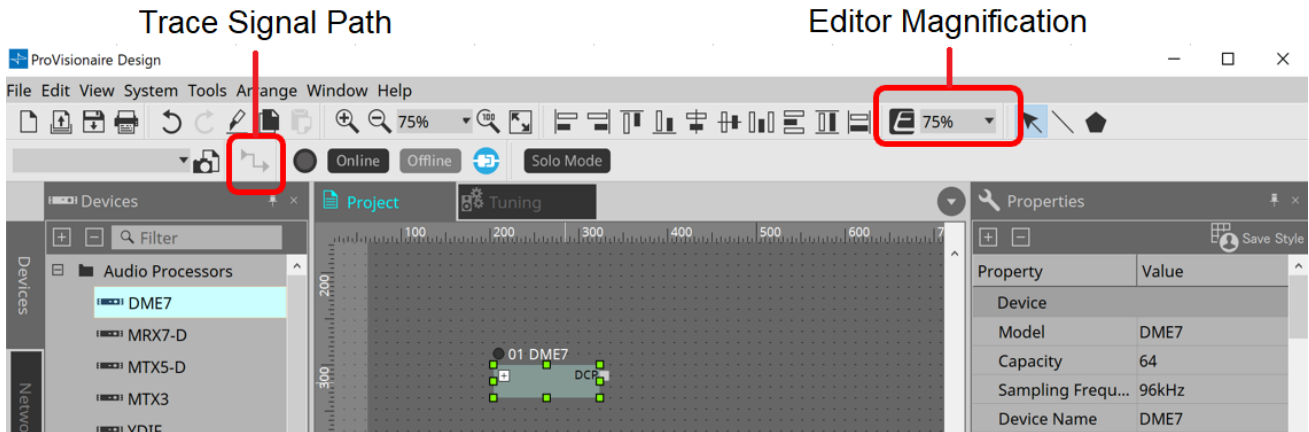 Trace Signal Path
Editor Magnification
ProVisionaire Design
File Edit View System Tools Arrange Window Help
75%
100
75%
Online
Offline
Solo Mode
Devices
Project
Tuning
Properties
Filter
100 200 300 400 500 600 7
Save Style
Devices
Audio Processors
200
Property Value
DME7
Device
MRX7-D
01 DME7
Model DME7
MTX5-D
DCP
300
Capacity 64
MTX3
Sampling Frequ... 96kHz
Netwo
Device Name DME7